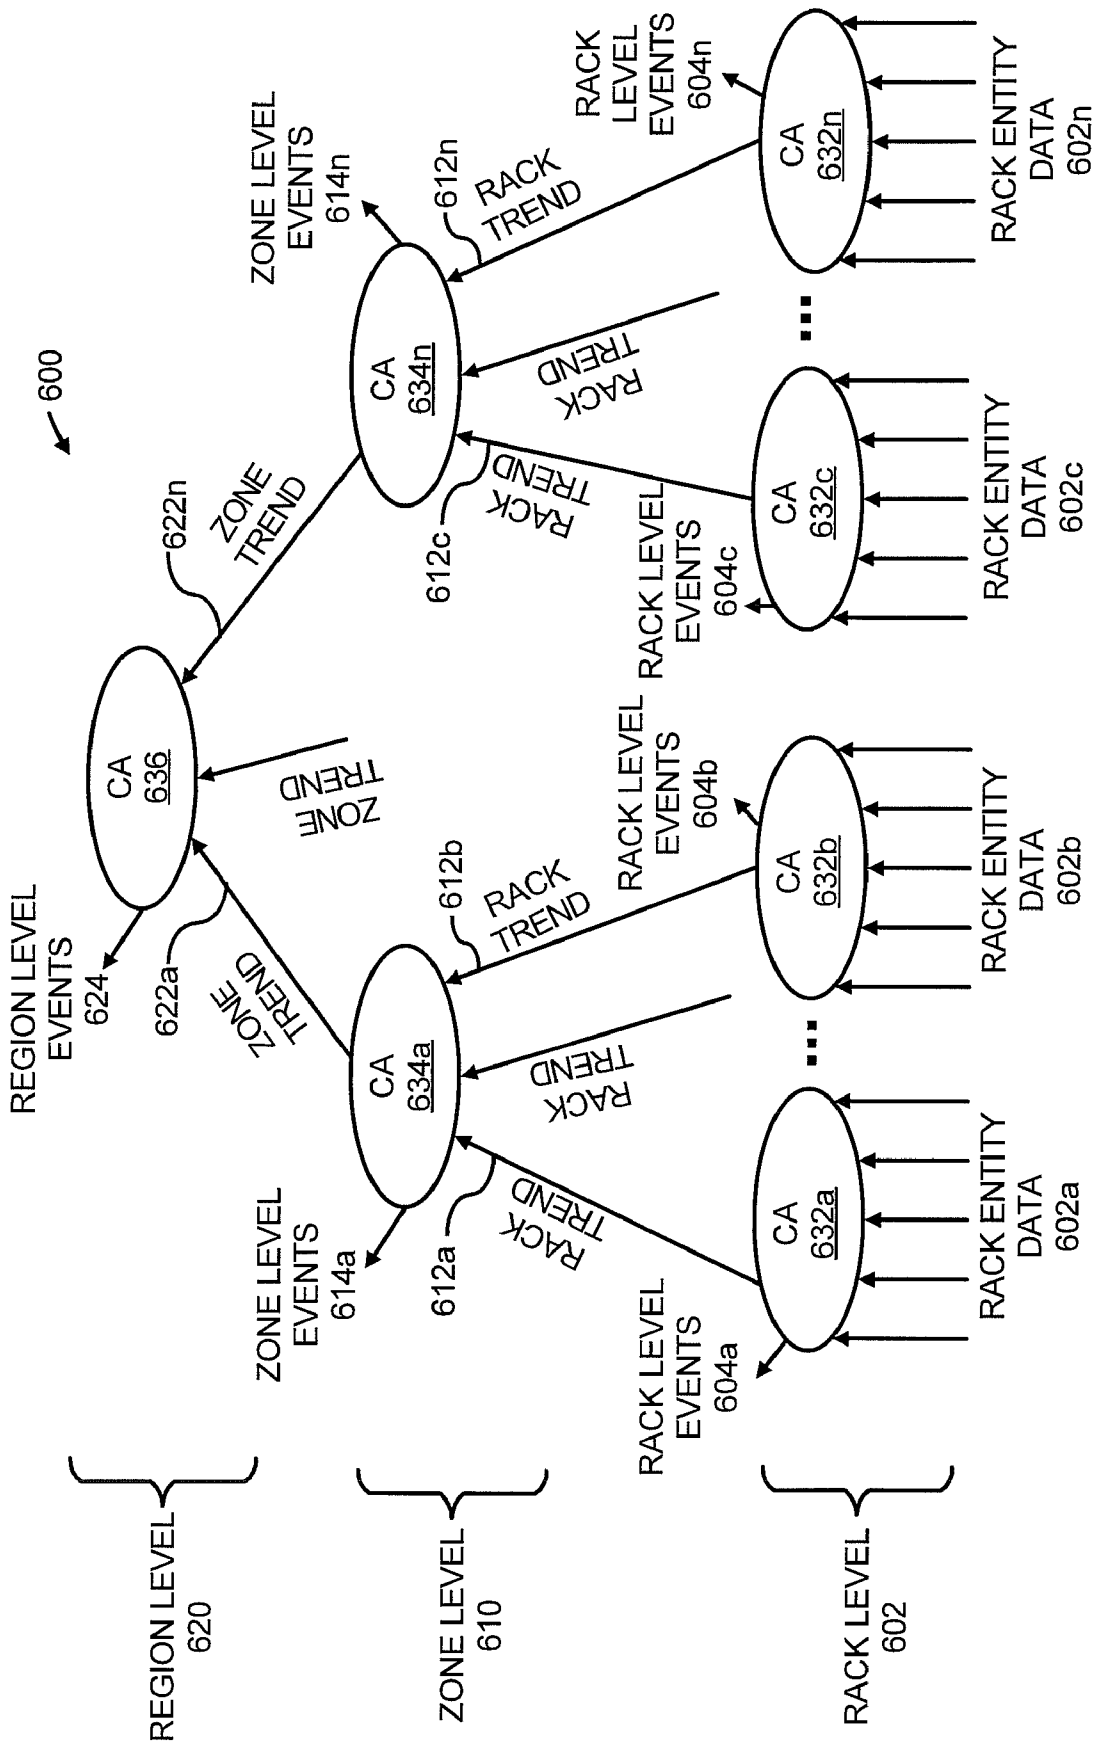 600
REGION LEVEL
EVENTS
624
CA
636
622a
ZONE
TREND
ZONE
TREND
622n
ZONE
TREND
REGION LEVEL
620
ZONE LEVEL
EVENTS
614a
CA
634a
ZONE LEVEL
EVENTS
614n
CA
634n
ZONE LEVEL
610
612a
RACK
TREND
RACK
TREND
612b
RACK
TREND
612c
RACK
TREND
RACK
TREND
612n
RACK
TREND
RACK LEVEL
EVENTS
604a
RACK LEVEL
EVENTS
604b
RACK LEVEL
EVENTS
604c
RACK
LEVEL
EVENTS
604n
RACK LEVEL
602
CA
632a
...
CA
632b
CA
632c
...
CA
632n
RACK ENTITY
DATA
602a
RACK ENTITY
DATA
602b
RACK ENTITY
DATA
602c
RACK ENTITY
DATA
602n